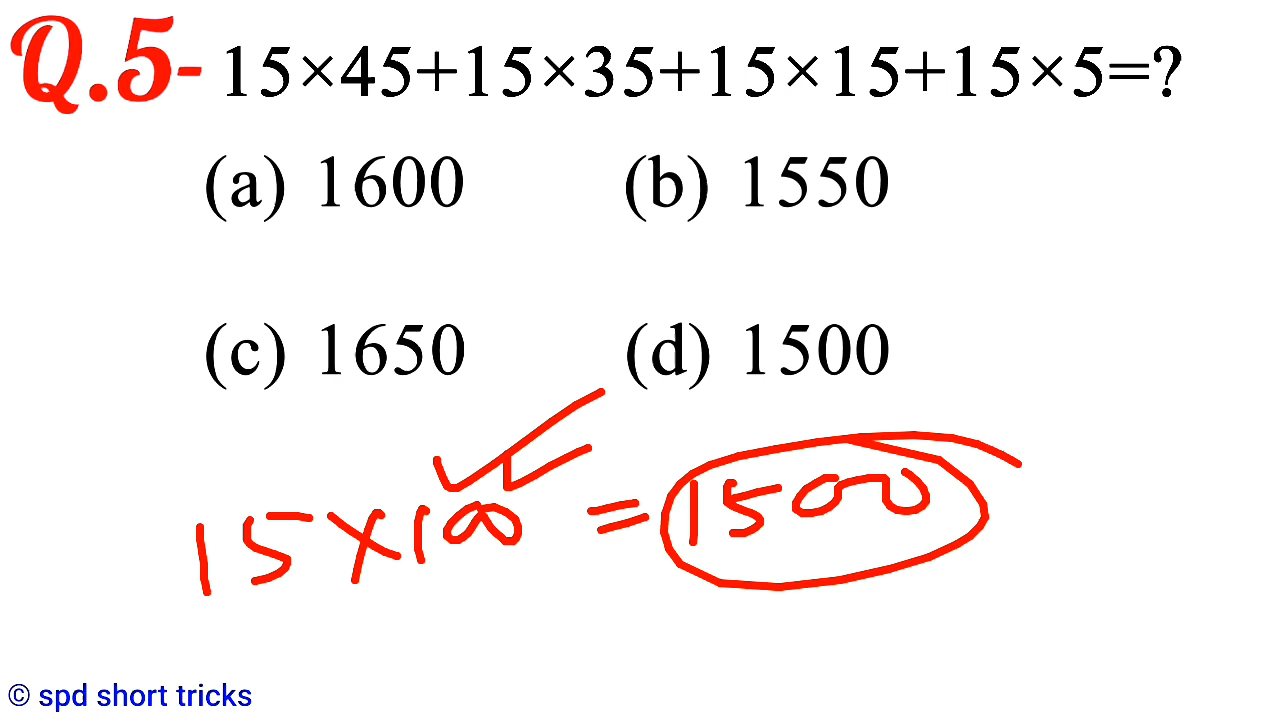 Q.5- 15×45+15×35+15×15+15×5=?
(a) 1600 (b) 1550
(c) 1650 (d) 1500
15×100 = 1500
© spd short tricks